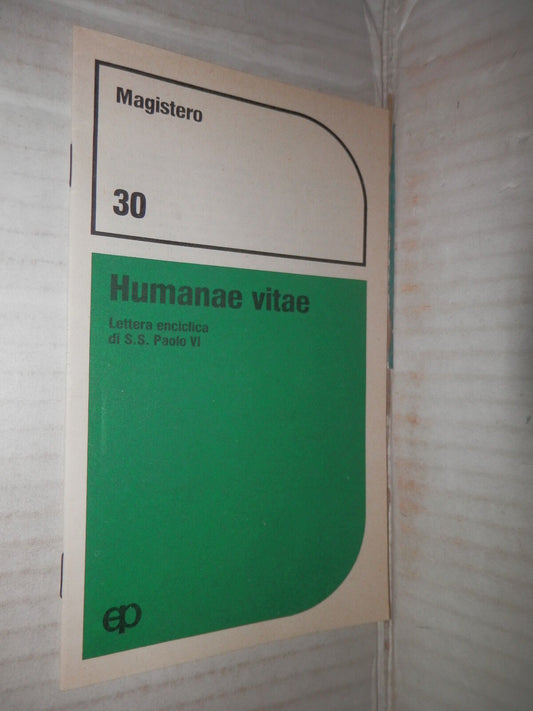 Magistero
30
Humanae vitae
Lettera enciclica
di S.S. Paolo VI
ep